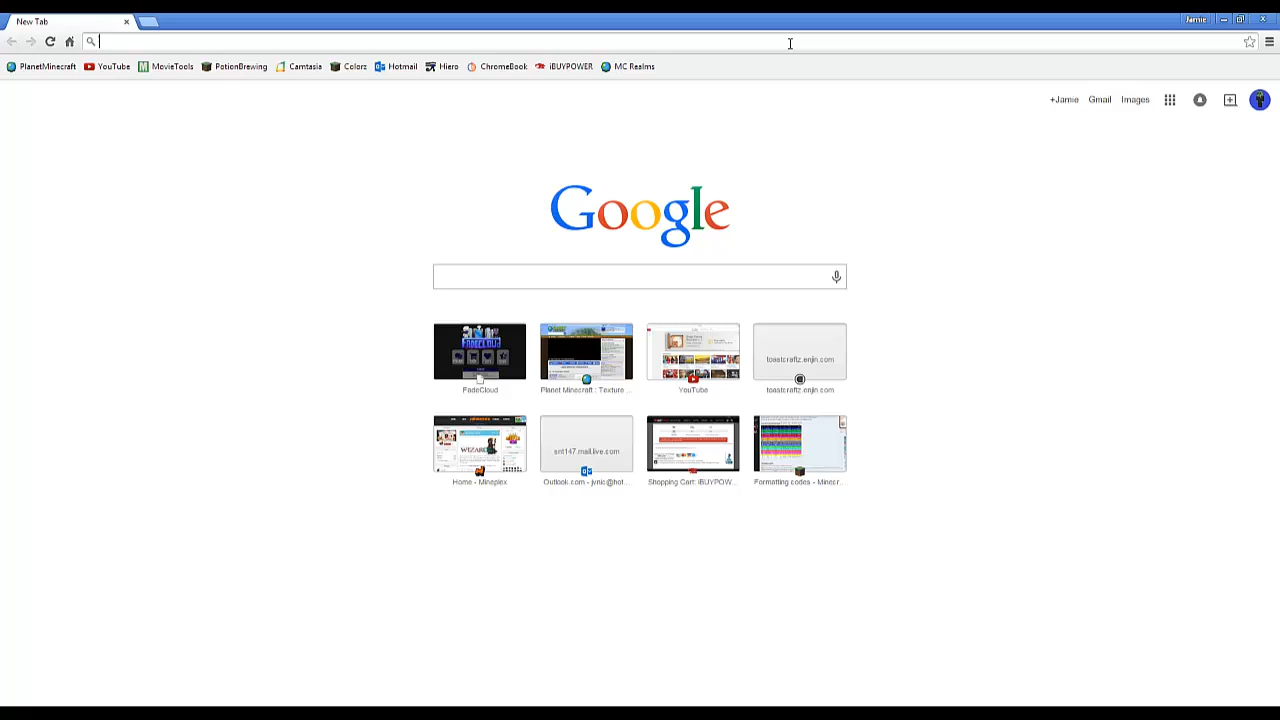 New Tab
Jamie
PlanetMinecraft YouTube MovieTools PotionBrewing Camtasia Colorz Hotmail Hiero ChromeBook iBUYPOWER MC Realms
+Jamie Gmail Images
Google
toastcraftz.enjin.com
FadeCloud Planet Minecraft : Texture ... YouTube toastcraftz.enjin.com
WIZARDS
snt147.mail.live.com
Home - Mineplex Outlook.com - jvnic@hot... Shopping Cart: iBUYPOW... Formatting codes - Minecr...